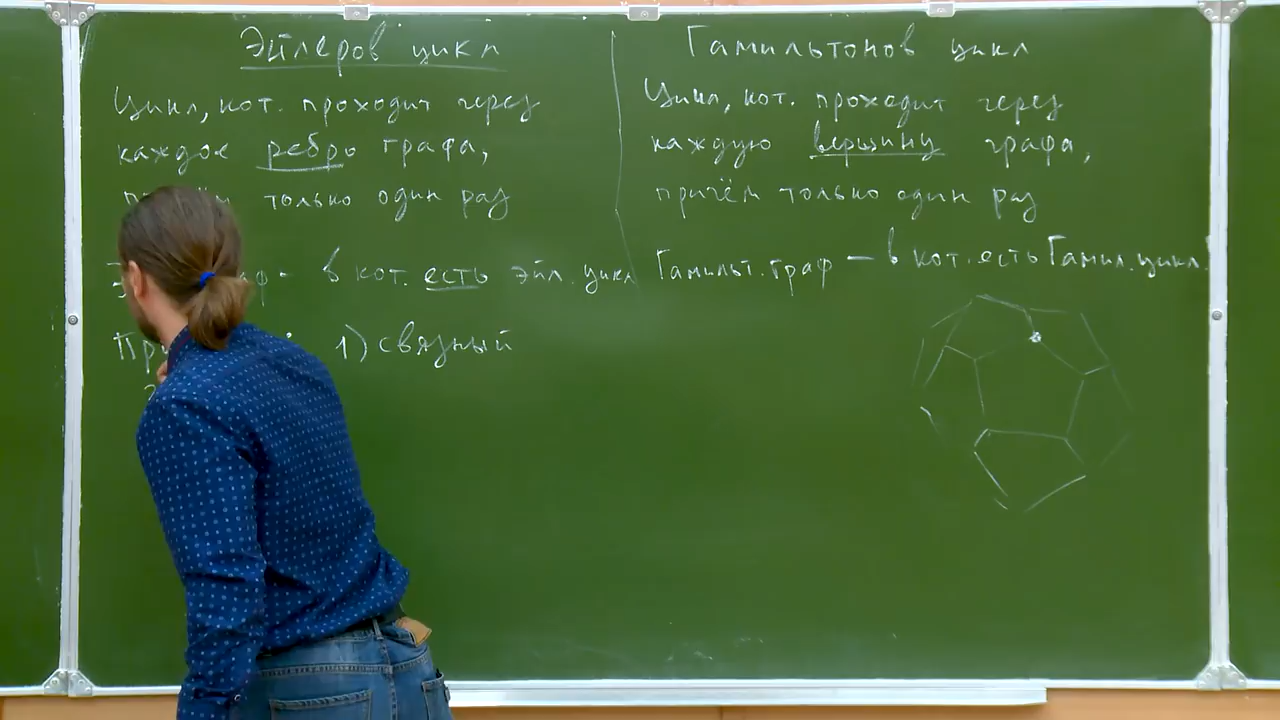 Эйлеров цикл
Цикл, кот. проходит через
каждое ребро графа,
только один раз
- в кот. есть эйл. цикл
1) связный
Гамильтонов цикл
Цикл, кот. проходит через
каждую вершину графа,
причём только один раз
Гамильт. граф — в кот. есть Гамил. цикл.